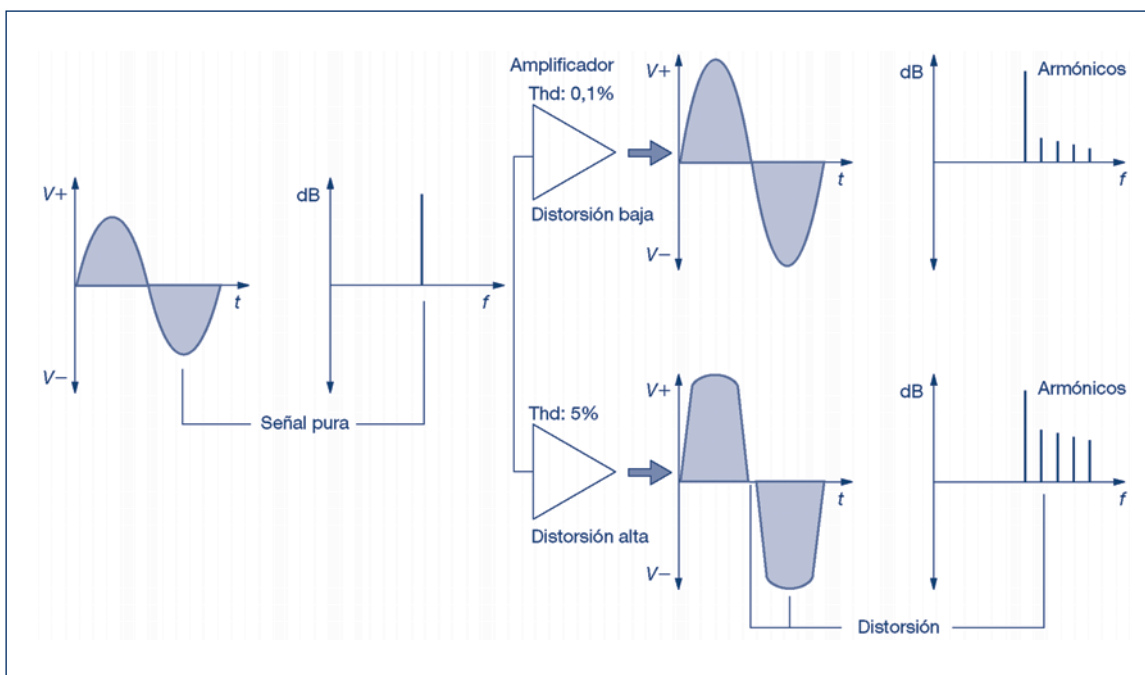 V+
t
V−
dB
f
Señal pura
Amplificador
Thd: 0,1%
Distorsión baja
V+
t
V−
dB
Armónicos
f
Thd: 5%
Distorsión alta
V+
t
V−
dB
Armónicos
f
Distorsión